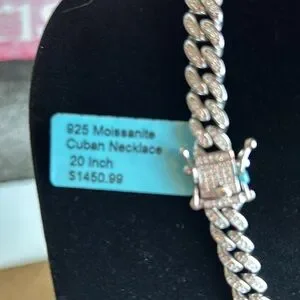 925 Moissanite
Cuban Necklace
20 Inch
$1450.99